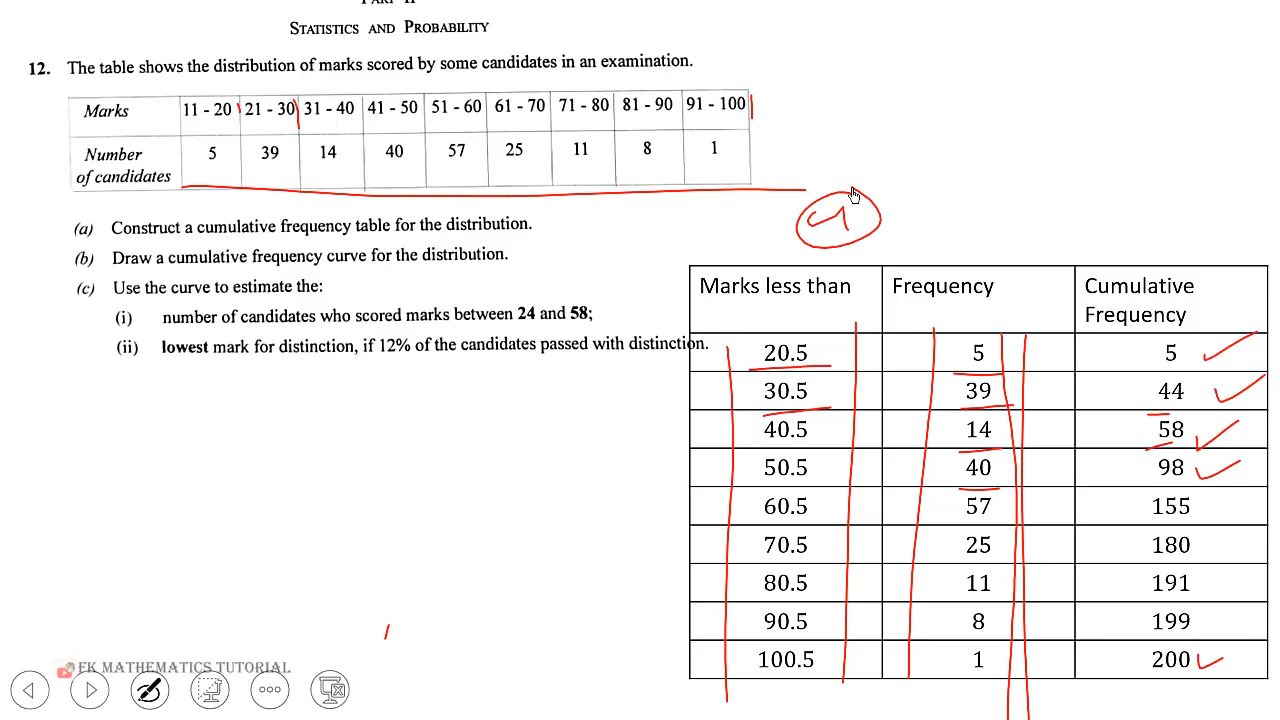 STATISTICS AND PROBABILITY
12. The table shows the distribution of marks scored by some candidates in an examination.
Marks 11 - 20 21 - 30 31 - 40 41 - 50 51 - 60 61 - 70 71 - 80 81 - 90 91 - 100
Number of candidates 5 39 14 40 57 25 11 8 1
(a) Construct a cumulative frequency table for the distribution.
(b) Draw a cumulative frequency curve for the distribution.
(c) Use the curve to estimate the:
(i) number of candidates who scored marks between 24 and 58;
(ii) lowest mark for distinction, if 12% of the candidates passed with distinction.
Marks less than Frequency Cumulative Frequency
20.5 5 5
30.5 39 44
40.5 14 58
50.5 40 98
60.5 57 155
70.5 25 180
80.5 11 191
90.5 8 199
100.5 1 200
FK MATHEMATICS TUTORIAL